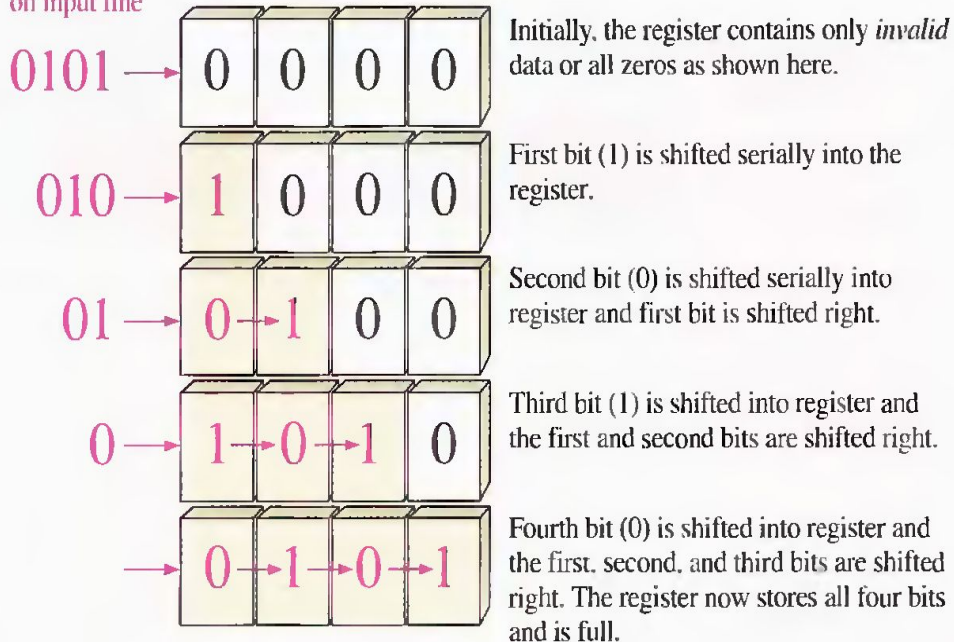 on input line
0101 0 0 0 0
Initially, the register contains only invalid
data or all zeros as shown here.
010 1 0 0 0
First bit (1) is shifted serially into the
register.
01 0 1 0 0
Second bit (0) is shifted serially into
register and first bit is shifted right.
0 1 0 1 0
Third bit (1) is shifted into register and
the first and second bits are shifted right.
0 1 0 1
Fourth bit (0) is shifted into register and
the first, second, and third bits are shifted
right. The register now stores all four bits
and is full.